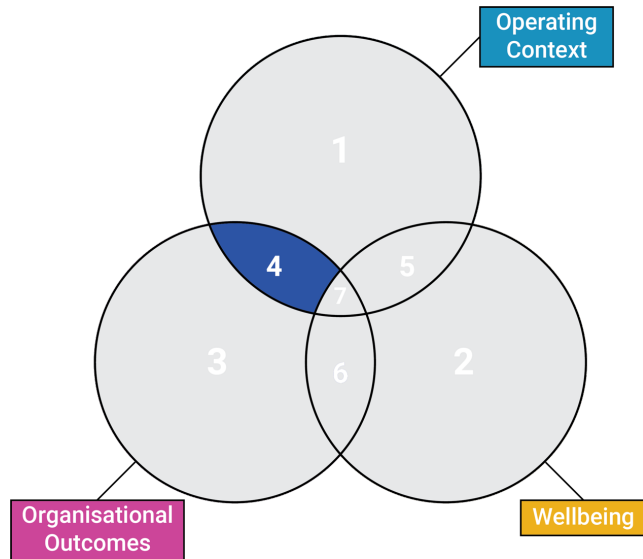 Operating
Context
1
4
5
7
3
6
2
Organisational
Outcomes
Wellbeing